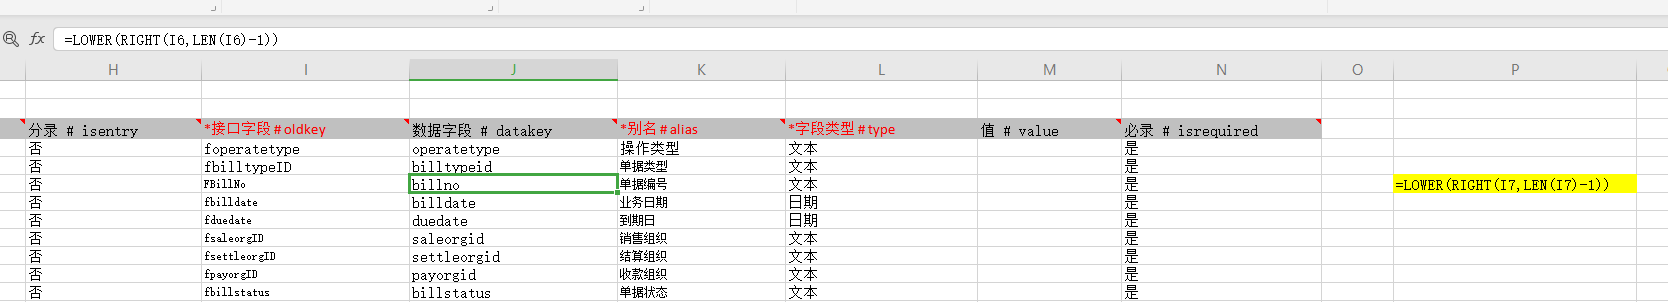 fx =LOWER(RIGHT(I6,LEN(I6)-1))
H I J K L M N O P
分录 # isentry *接口字段#oldkey 数据字段 # datakey *别名#alias *字段类型#type 值 # value 必录 # isrequired
否 foperatetype operatetype 操作类型 文本 是
否 fbilltypeID billtypeid 单据类型 文本 是
否 FBillNo billno 单据编号 文本 是 =LOWER(RIGHT(I7,LEN(I7)-1))
否 fbilldate billdate 业务日期 日期 是
否 fduedate duedate 到期日 日期 是
否 fsaleorgID saleorgid 销售组织 文本 是
否 fsettleorgID settleorgid 结算组织 文本 是
否 fpayorgID payorgid 收款组织 文本 是
否 fbillstatus billstatus 单据状态 文本 是